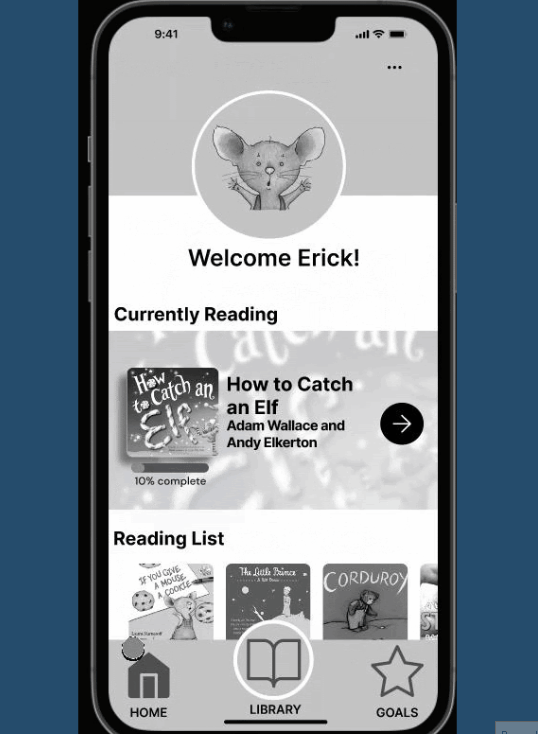 9:41
Welcome Erick!
Currently Reading
How to
Catch an
Elf
How to Catch
an Elf
Adam Wallace and
Andy Elkerton
10% complete
Reading List
IF YOU GIVE
A MOUSE
A COOKIE
The Little Prince
CORDUROY
HOME
LIBRARY
GOALS